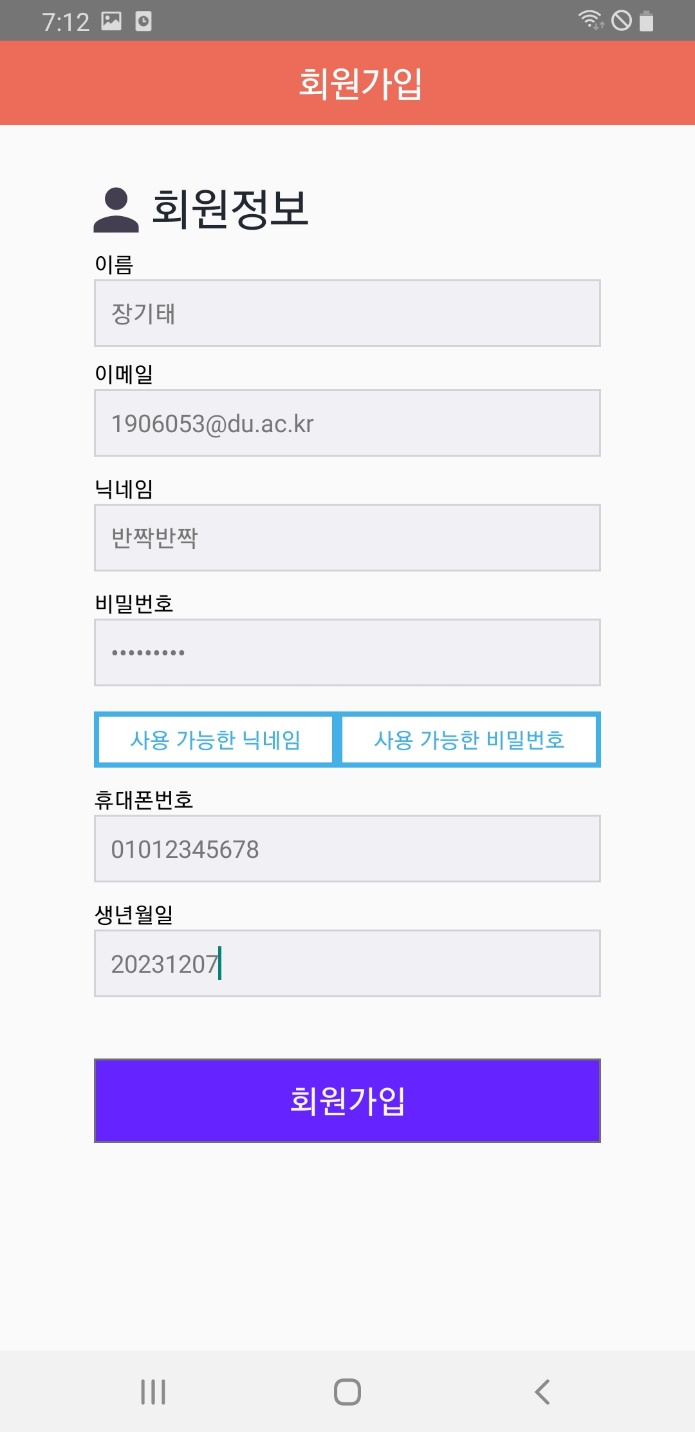 7:12
회원가입
회원정보
이름
장기태
이메일
1906053@du.ac.kr
닉네임
반짝반짝
비밀번호
•••••••••
사용 가능한 닉네임 사용 가능한 비밀번호
휴대폰번호
01012345678
생년월일
20231207
회원가입